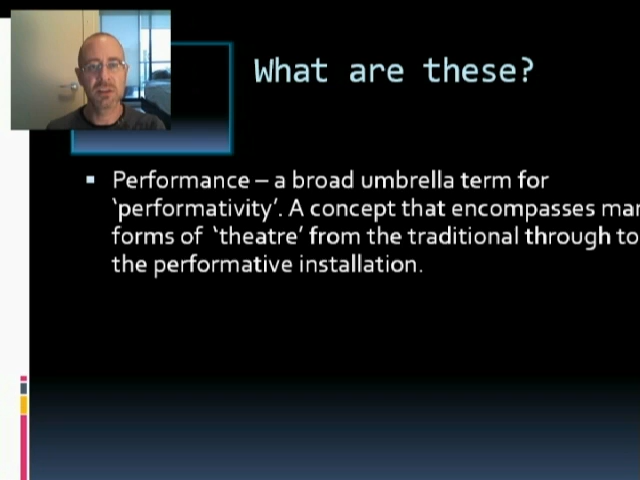 What are these?
Performance – a broad umbrella term for
‘performativity’. A concept that encompasses
forms of ‘theatre’ from the traditional through to
the performative installation.